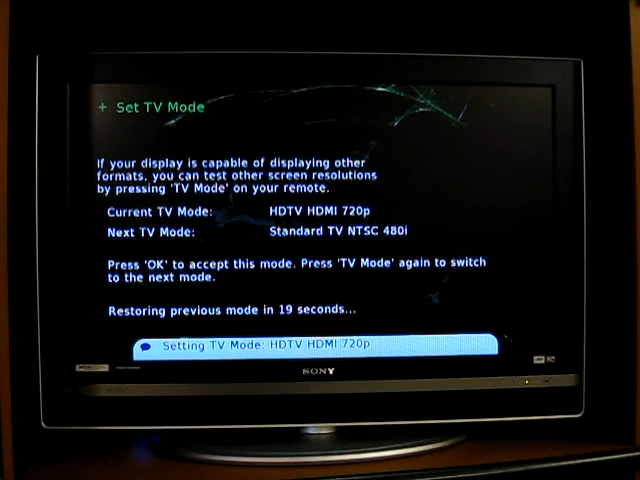 + Set TV Mode
If your display is capable of displaying other
formats, you can test other screen resolutions
by pressing 'TV Mode' on your remote.
Current TV Mode: HDTV HDMI 720p
Next TV Mode: Standard TV NTSC 480i
Press 'OK' to accept this mode. Press 'TV Mode' again to switch
to the next mode.
Restoring previous mode in 19 seconds...
Setting TV Mode: HDTV HDMI 720p
SONY